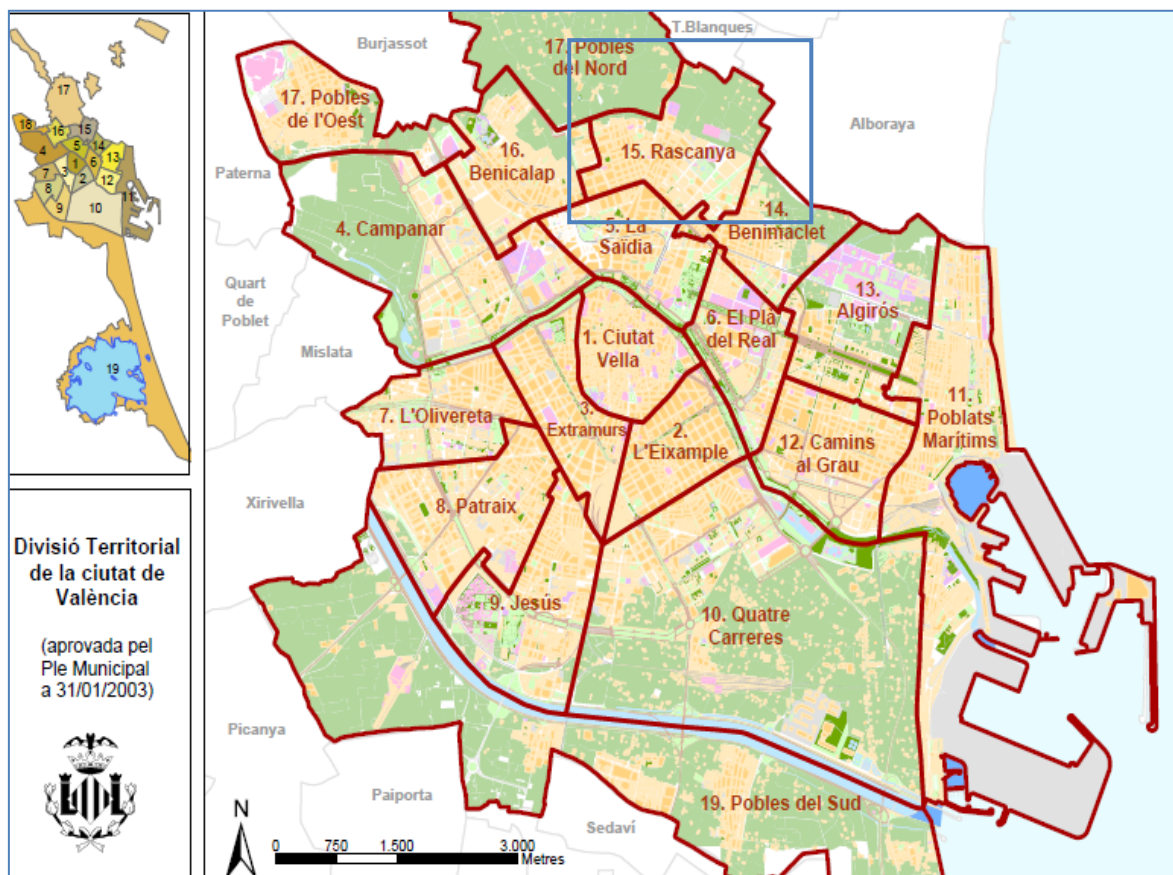 17
18
16
15
4
5
14
13
1
6
3
7
2
12
8
11
9
10
19
Divisió Territorial
de la ciutat de
València
(aprovada pel
Ple Municipal
a 31/01/2003)
T.Blanques
Burjassot
17. Pobles
del Nord
17. Pobles
de l'Oest
Alboraya
16.
Benicalap
15. Rascanya
Paterna
4. Campanar
5. La
Saïdia
14.
Benimaclet
Quart
de
Poblet
13.
Algirós
6. El Pla
del Real
1. Ciutat
Vella
Mislata
11.
Poblats
Marítims
7. L'Olivereta
3.
Extramurs
2.
L'Eixample
12. Camins
al Grau
Xirivella
8. Patraix
9. Jesús
10. Quatre
Carreres
Picanya
Paiporta
19. Pobles del Sud
Sedaví
N
0 750 1.500 3.000
Metres